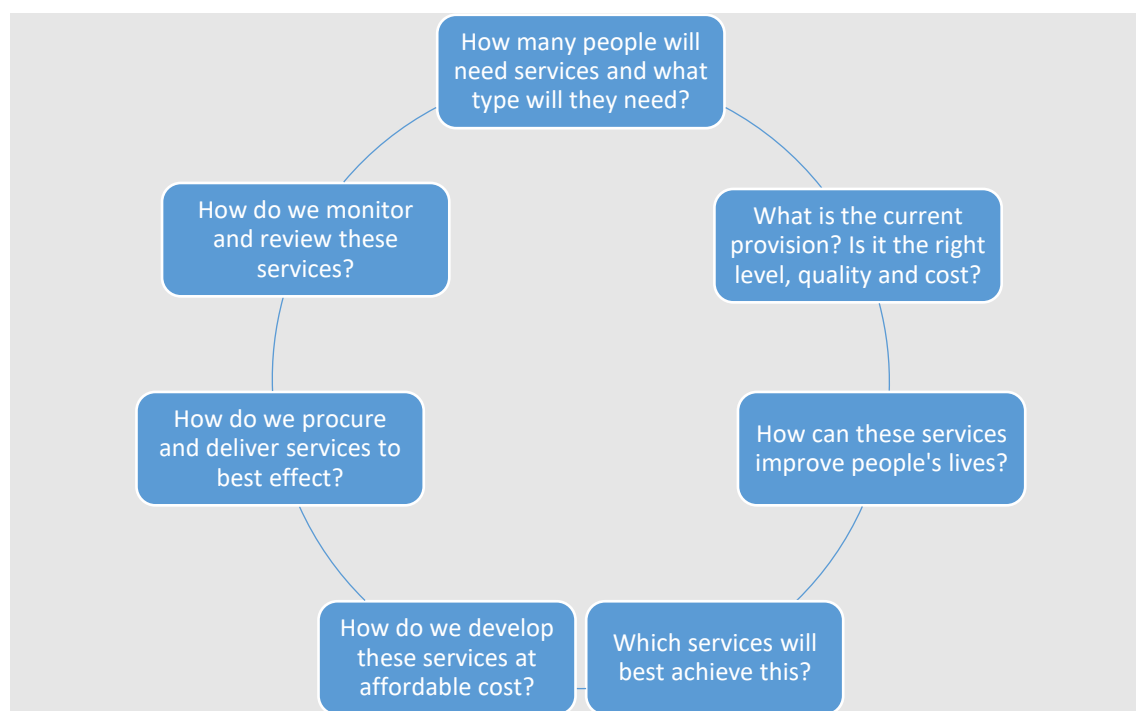 How many people will
need services and what
type will they need?
What is the current
provision? Is it the right
level, quality and cost?
How can these services
improve people's lives?
Which services will
best achieve this?
How do we develop
these services at
affordable cost?
How do we procure
and deliver services to
best effect?
How do we monitor
and review these
services?